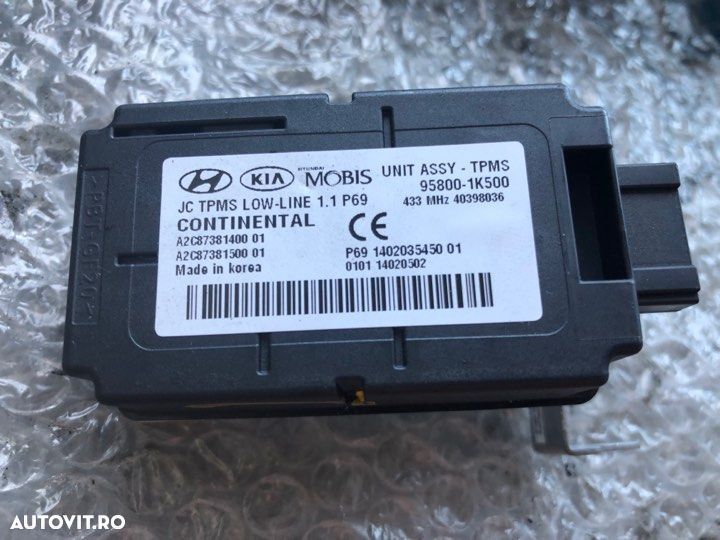 HYUNDAI
KIA MOBIS UNIT ASSY - TPMS
95800-1K500
JC TPMS LOW-LINE 1.1 P69 433 MHz 40398036
CONTINENTAL CE
A2C87381400 01
A2C87381500 01 P69 1402035450 01
Made in korea 0101 14020502
AUTOVIT.RO